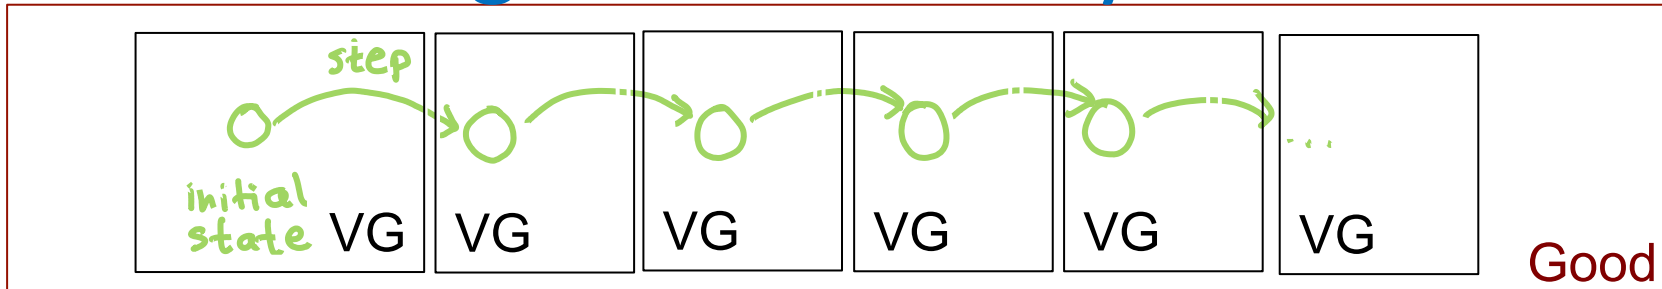 step
initial
state
VG VG VG VG VG VG
...
Good